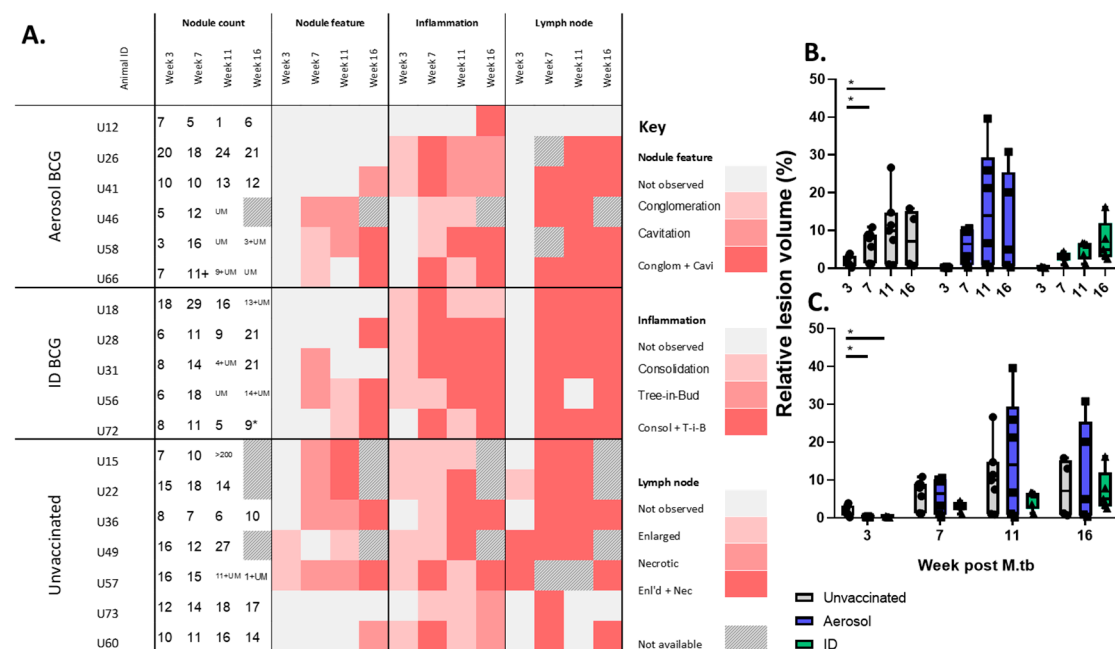 A.
Nodule count Nodule feature Inflammation Lymph node
Animal ID Week 3 Week 7 Week 11 Week 16 Week 3 Week 7 Week 11 Week 16 Week 3 Week 7 Week 11 Week 16 Week 3 Week 7 Week 11 Week 16
Aerosol BCG
U12 7 5 1 6
U26 20 18 24 21
U41 10 10 13 12
U46 5 12 UM
U58 3 16 UM 3+UM
U66 7 11+ 9+UM UM
ID BCG
U18 18 29 16 13+UM
U28 6 11 9 21
U31 8 14 4+UM 21
U56 6 18 UM 14+UM
U72 8 11 5 9*
Unvaccinated
U15 7 10 >200
U22 15 18 14
U36 8 7 6 10
U49 16 12 27
U57 16 15 11+UM 1+UM
U73 12 14 18 17
U60 10 11 16 14
Key
Nodule feature
Not observed
Conglomeration
Cavitation
Conglom + Cavi
Inflammation
Not observed
Consolidation
Tree-in-Bud
Consol + T-i-B
Lymph node
Not observed
Enlarged
Necrotic
Enl'd + Nec
Not available
B.
Relative lesion volume (%)
50
40
30
20
10
0
*
*
3 7 11 16 3 7 11 16 3 7 11 16
C.
50
40
30
20
10
0
*
*
3 7 11 16
Week post M.tb
Unvaccinated
Aerosol
ID